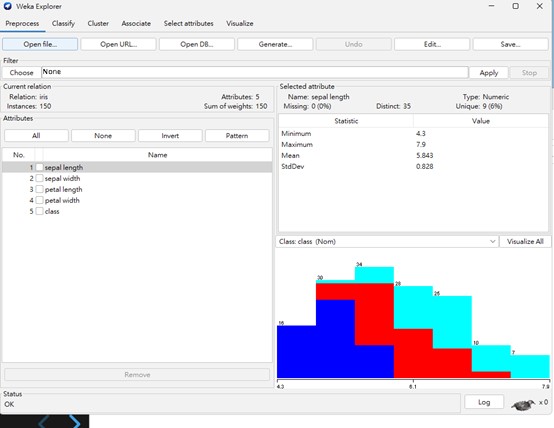 Weka Explorer
Preprocess Classify Cluster Associate Select attributes Visualize
Open file... Open URL... Open DB... Generate... Undo Edit... Save...
Filter
Choose None Apply Stop
Current relation
Relation: iris Attributes: 5
Instances: 150 Sum of weights: 150
Selected attribute
Name: sepal length Type: Numeric
Missing: 0 (0%) Distinct: 35 Unique: 9 (6%)
Attributes
All None Invert Pattern
No. Name
1 sepal length
2 sepal width
3 petal length
4 petal width
5 class
Remove
Statistic Value
Minimum 4.3
Maximum 7.9
Mean 5.843
StdDev 0.828
Class: class (Nom) Visualize All
16 30 34 28 25 10 7
4.3 6.1 7.9
Status
OK Log x 0